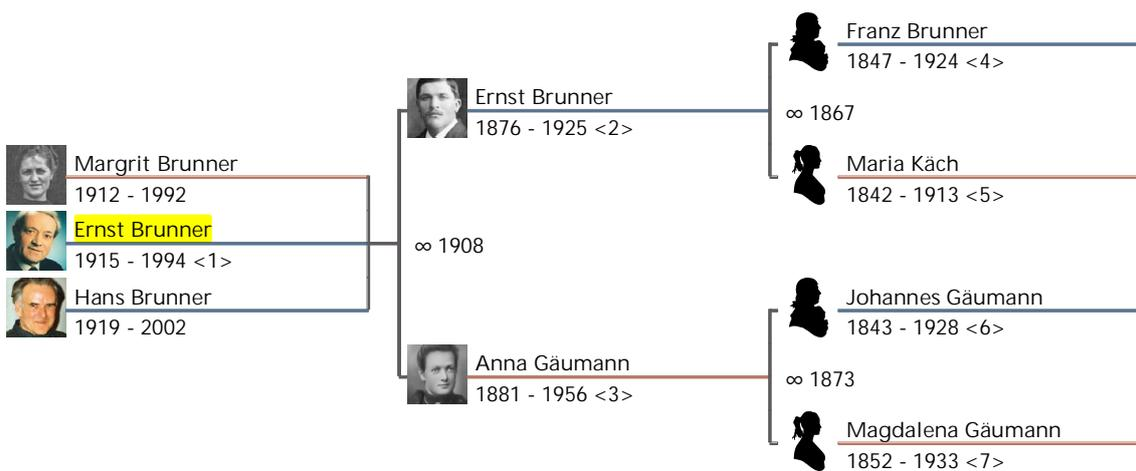 Margrit Brunner
1912 - 1992
Ernst Brunner
1915 - 1994 <1>
Hans Brunner
1919 - 2002
∞ 1908
Ernst Brunner
1876 - 1925 <2>
Anna Gäumann
1881 - 1956 <3>
Franz Brunner
1847 - 1924 <4>
∞ 1867
Maria Käch
1842 - 1913 <5>
Johannes Gäumann
1843 - 1928 <6>
∞ 1873
Magdalena Gäumann
1852 - 1933 <7>